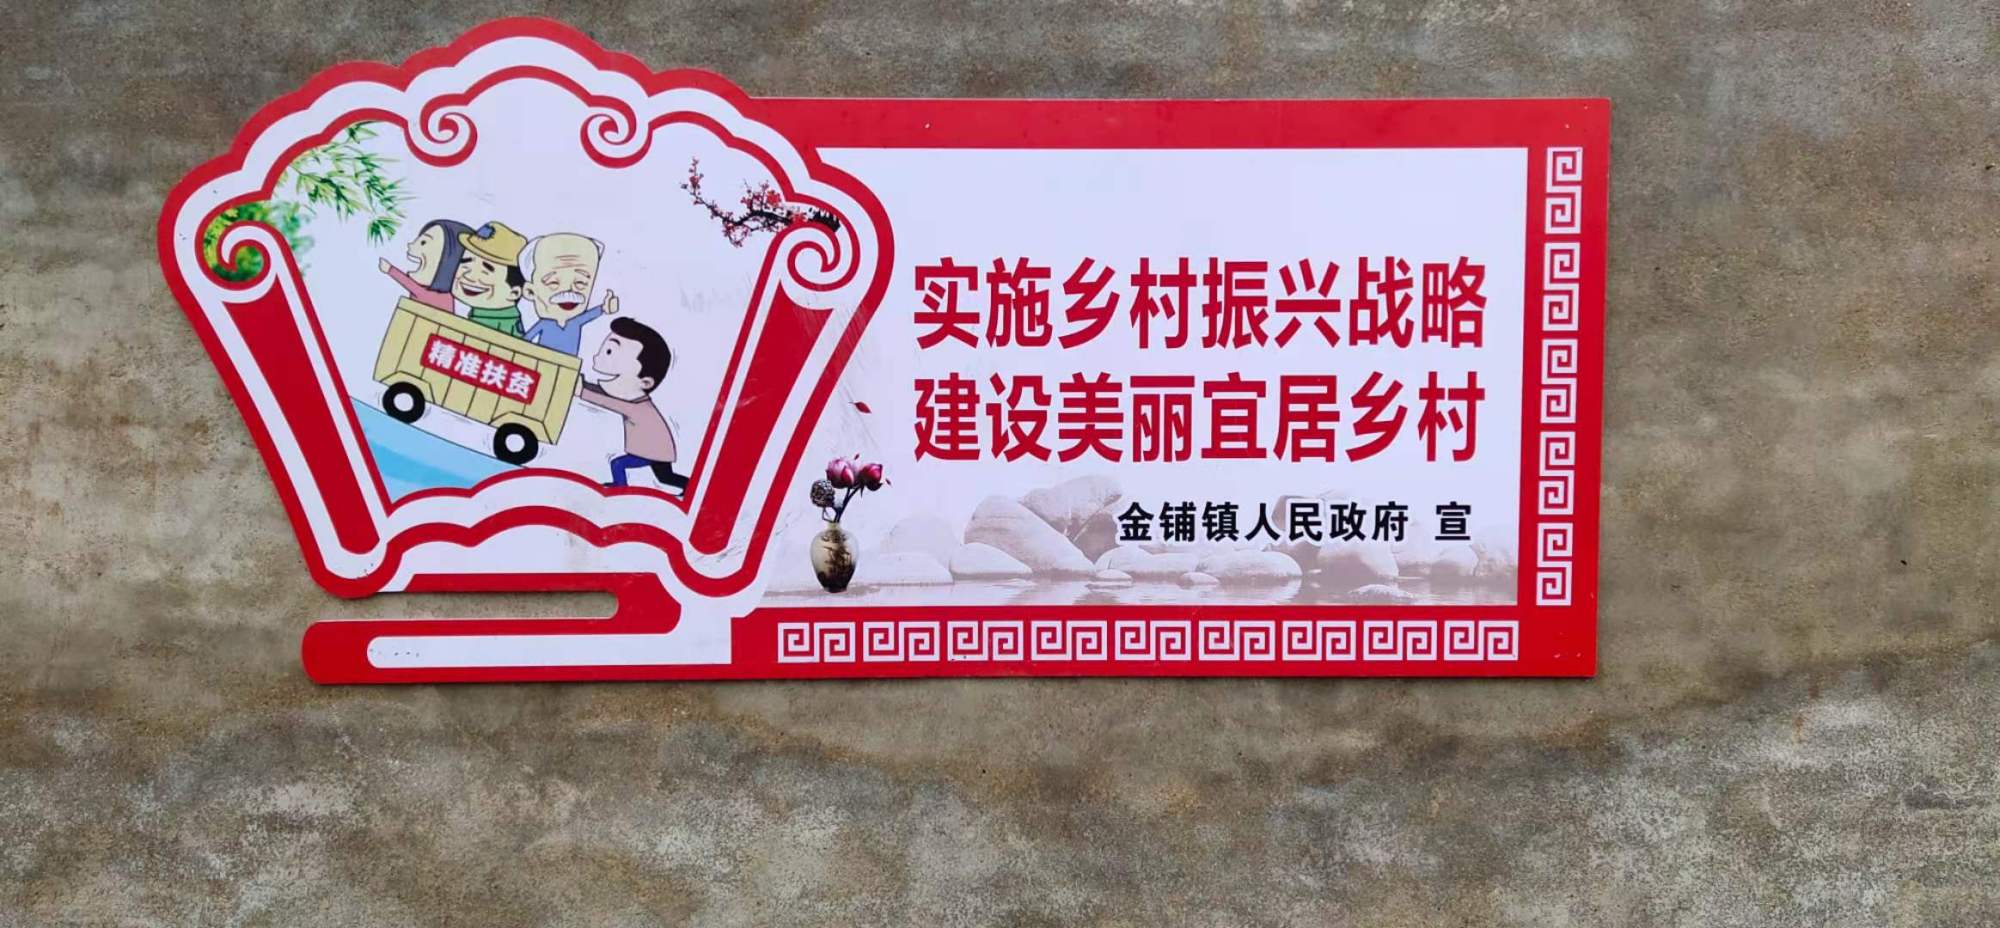 精准扶贫
实施乡村振兴战略
建设美丽宜居乡村
金铺镇人民政府 宣